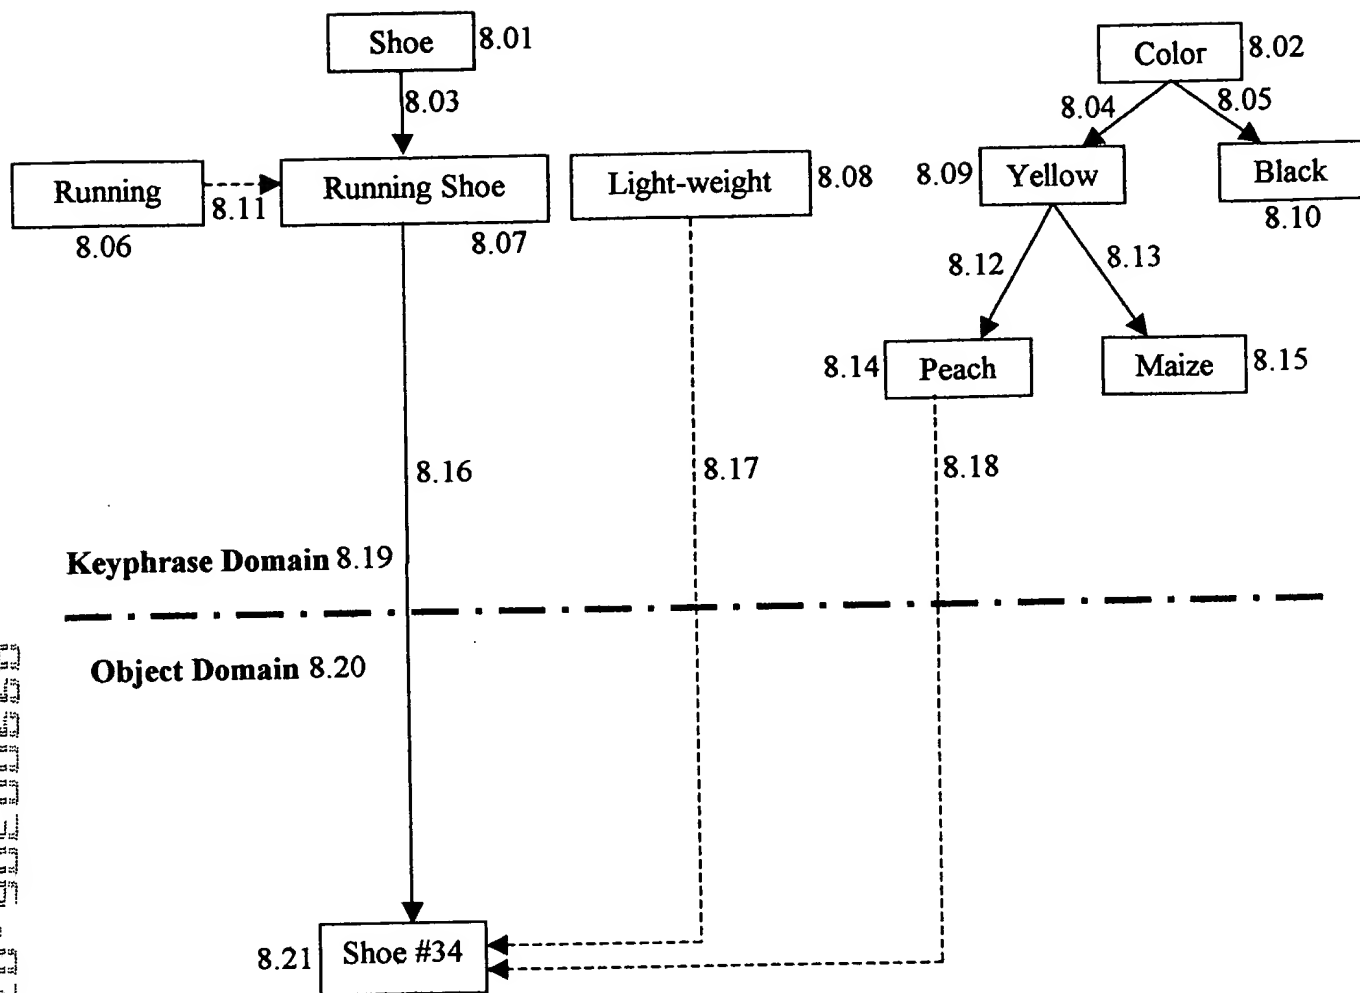 Shoe 8.01
Color 8.02
8.03
8.04 8.05
Running 8.11 Running Shoe
Light-weight 8.08
8.09 Yellow
Black
8.06
8.07
8.10
8.12 8.13
8.14 Peach
Maize 8.15
8.16
8.17
8.18
Keyphrase Domain 8.19
Object Domain 8.20
8.21 Shoe #34